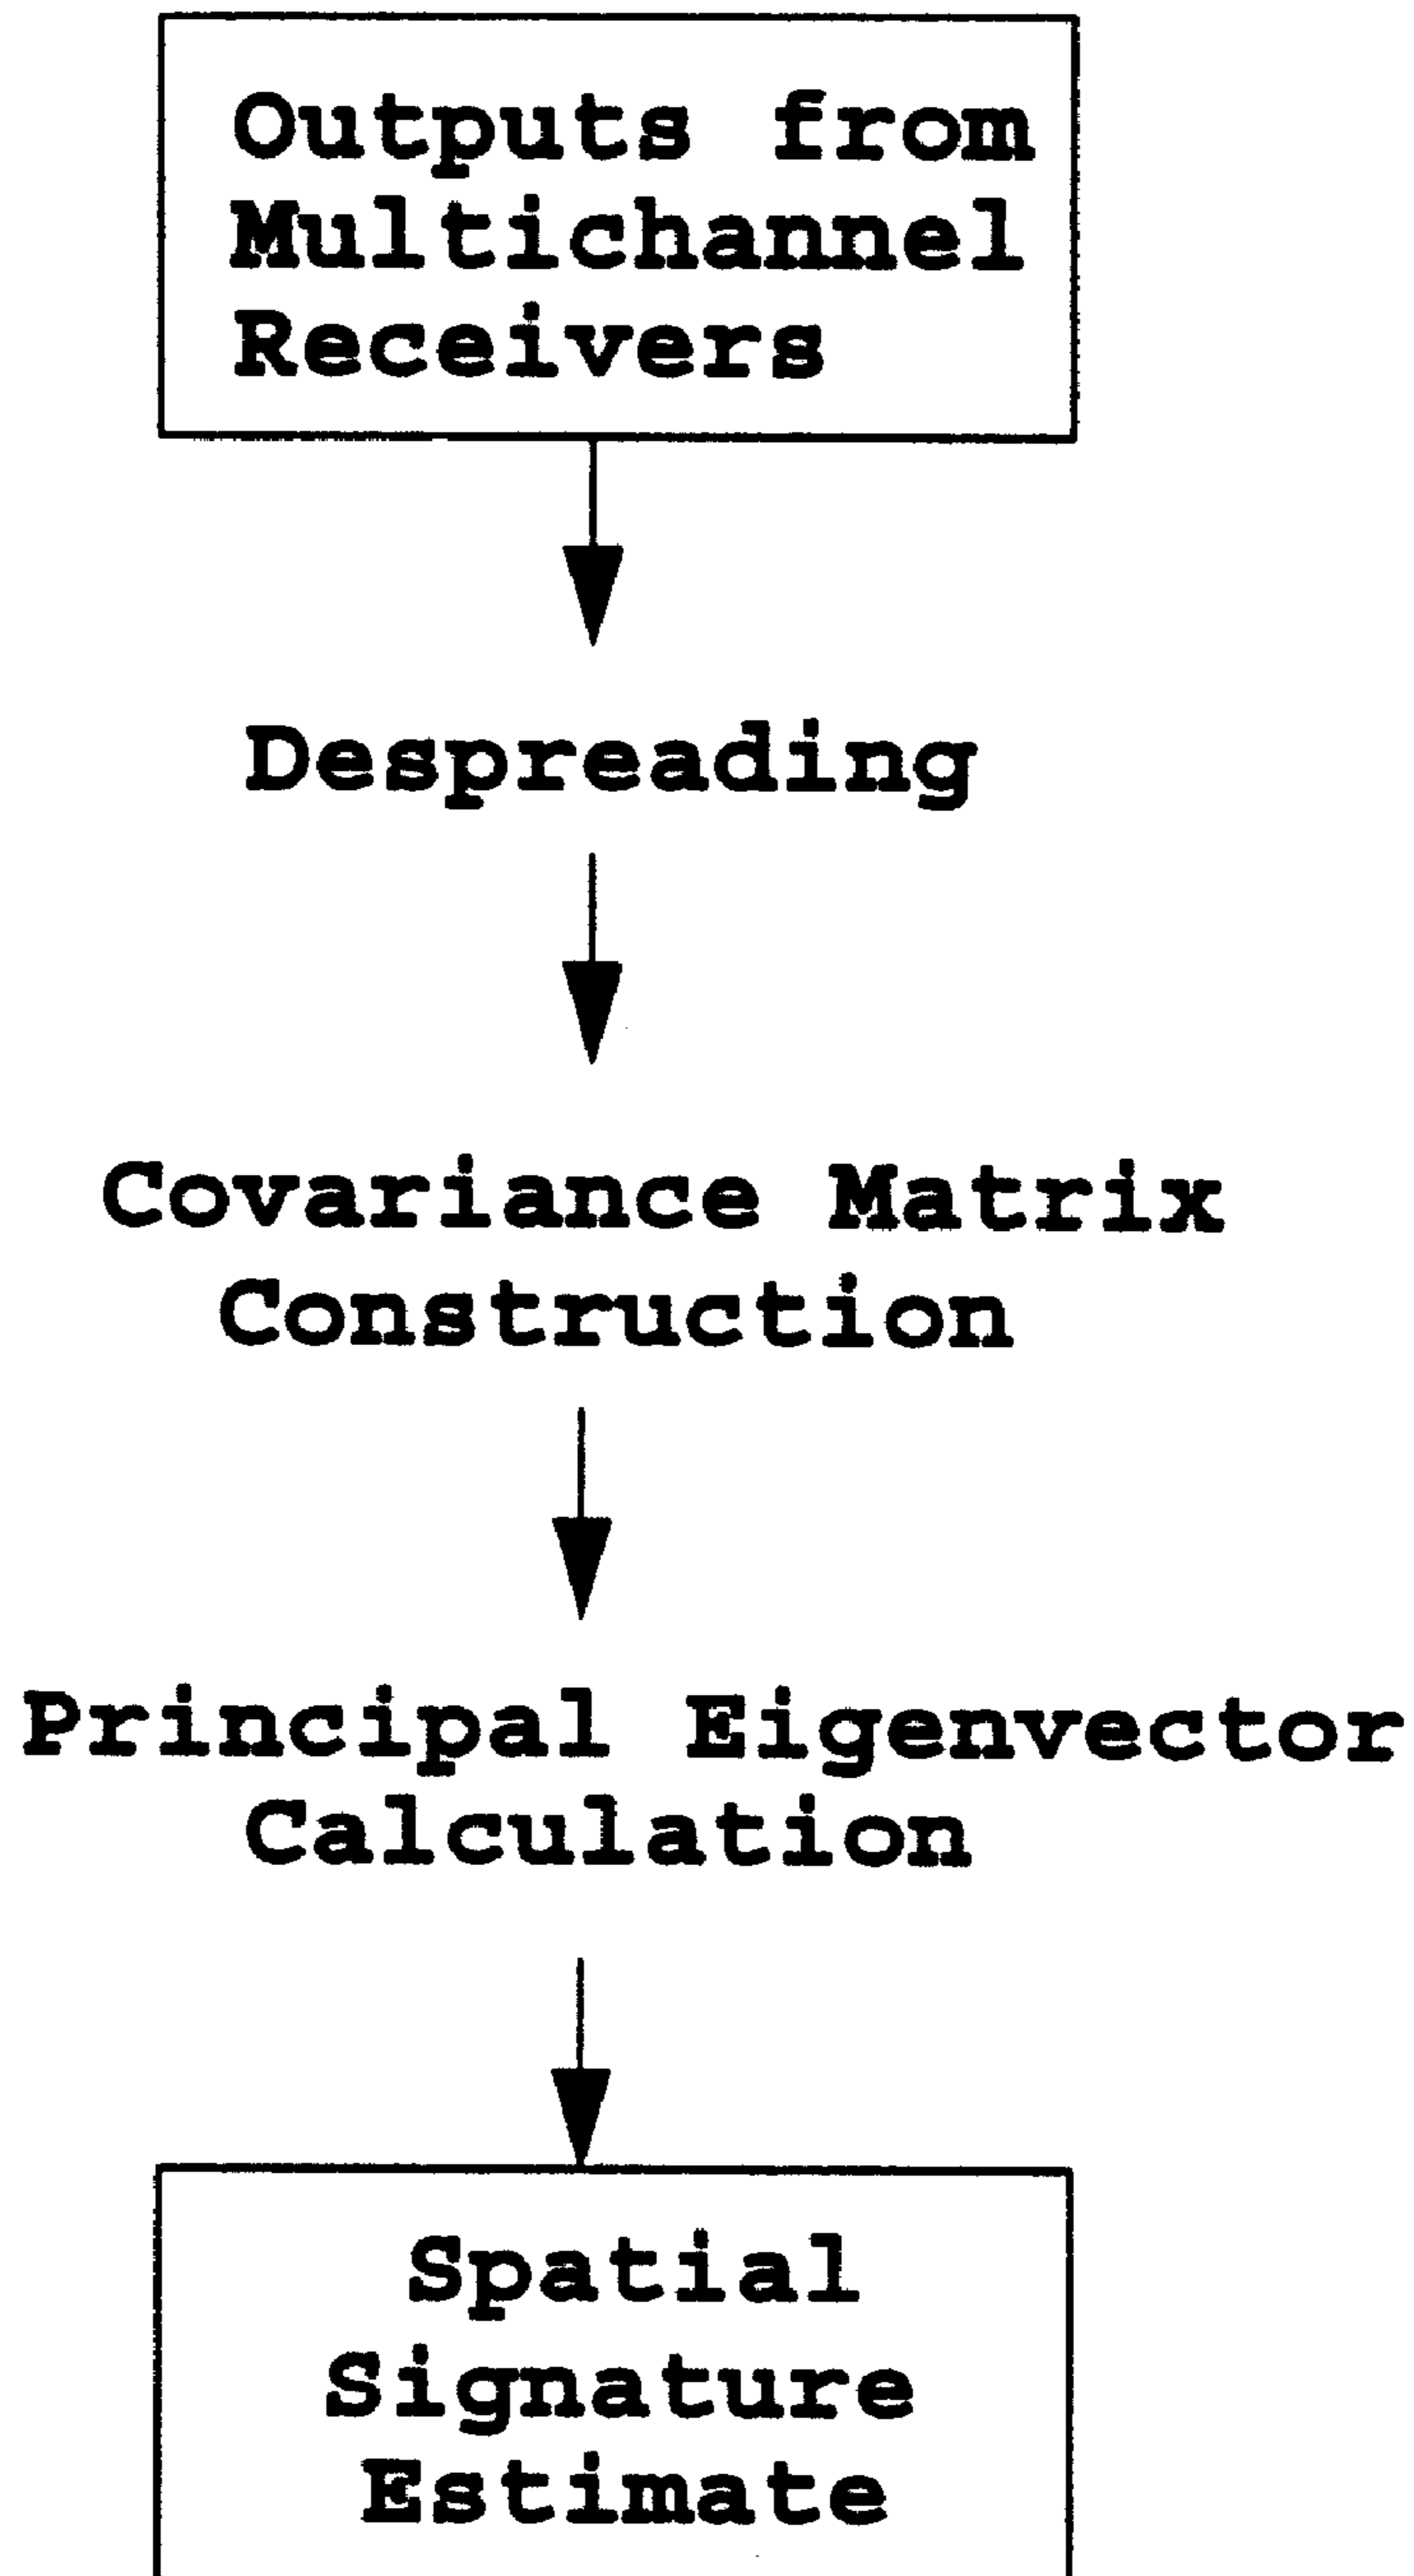 Outputs from
Multichannel
Receivers
Despreading
Covariance Matrix
Construction
Principal Eigenvector
Calculation
Spatial
Signature
Estimate